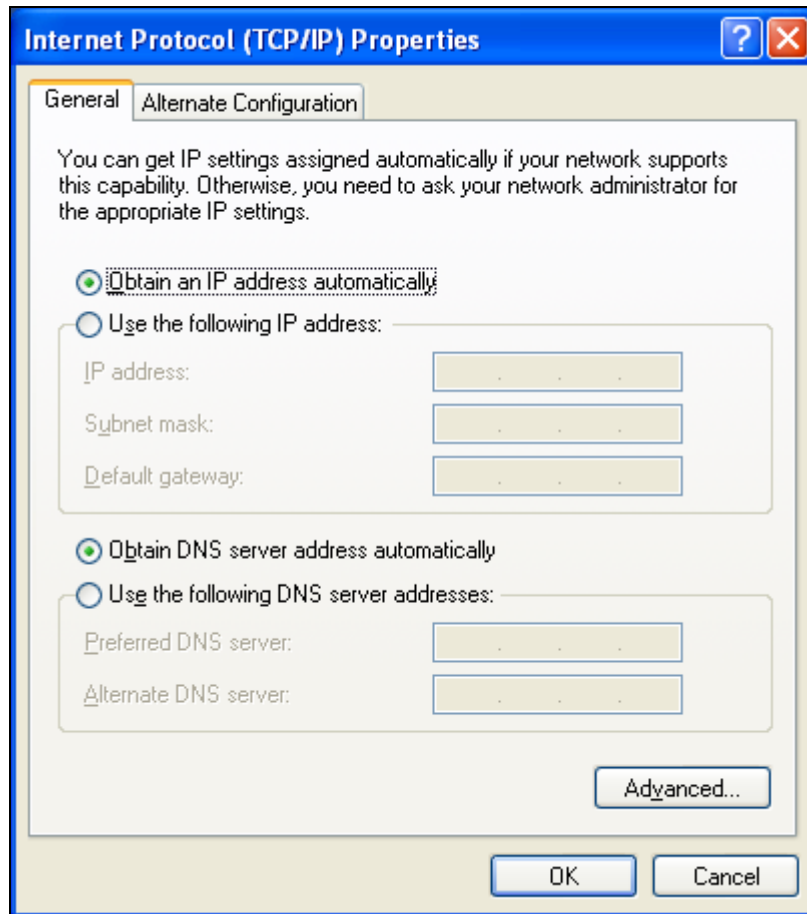 Internet Protocol (TCP/IP) Properties
?
General
Alternate Configuration
You can get IP settings assigned automatically if your network supports
this capability. Otherwise, you need to ask your network administrator for
the appropriate IP settings.
Obtain an IP address automatically
Use the following IP address:
IP address:
. . .
Subnet mask:
. . .
Default gateway:
. . .
Obtain DNS server address automatically
Use the following DNS server addresses:
Preferred DNS server:
. . .
Alternate DNS server:
. . .
Advanced...
OK
Cancel